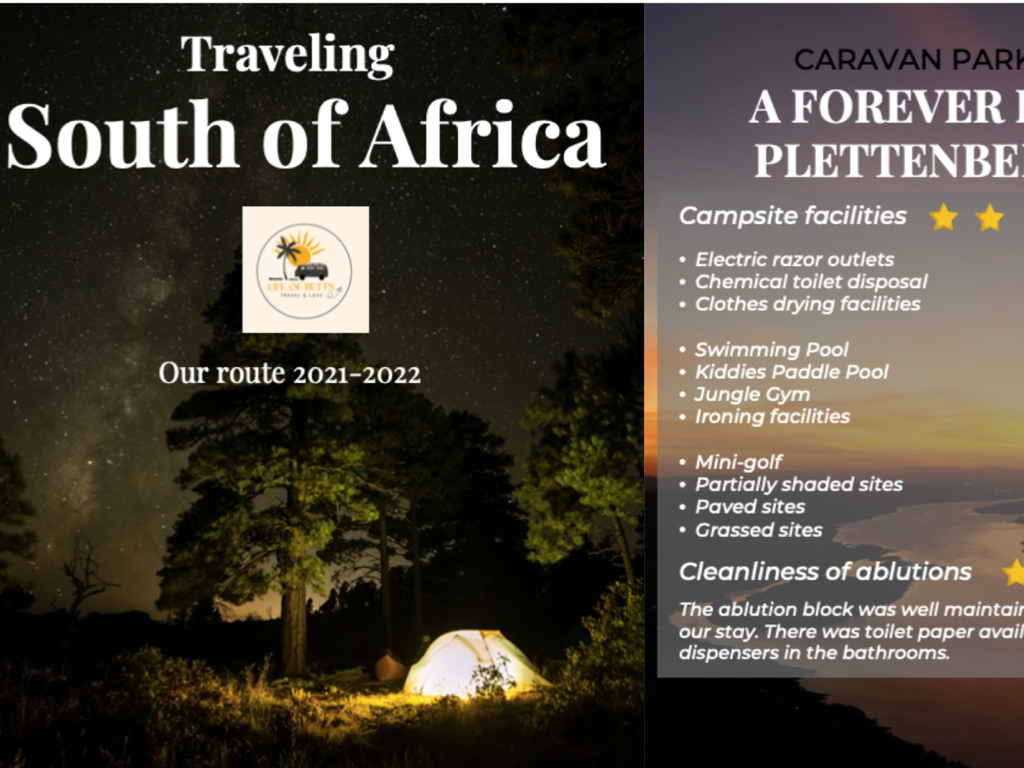 Traveling
South of Africa
LIFE OF BETTS
TRAVEL & LOVE
Our route 2021-2022
CARAVAN PARK
A FOREVER
PLETTENBE
Campsite facilities
• Electric razor outlets
• Chemical toilet disposal
• Clothes drying facilities
• Swimming Pool
• Kiddies Paddle Pool
• Jungle Gym
• Ironing facilities
• Mini-golf
• Partially shaded sites
• Paved sites
• Grassed sites
Cleanliness of ablutions
The ablution block was well maintain
our stay. There was toilet paper avail
dispensers in the bathrooms.